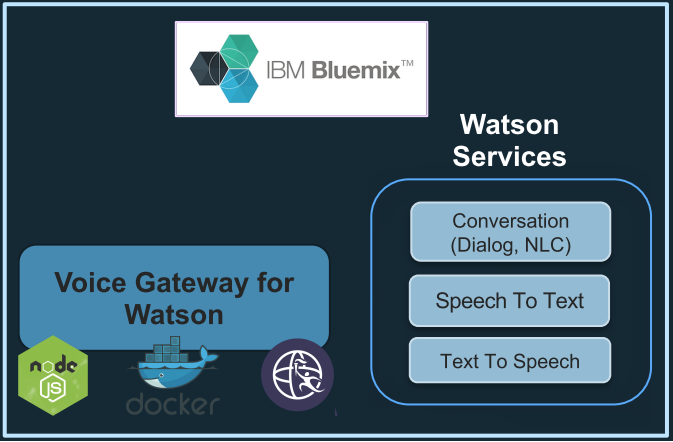 IBM Bluemix™
Watson
Services
Conversation
(Dialog, NLC)
Speech To Text
Text To Speech
Voice Gateway for
Watson
node
JS
docker